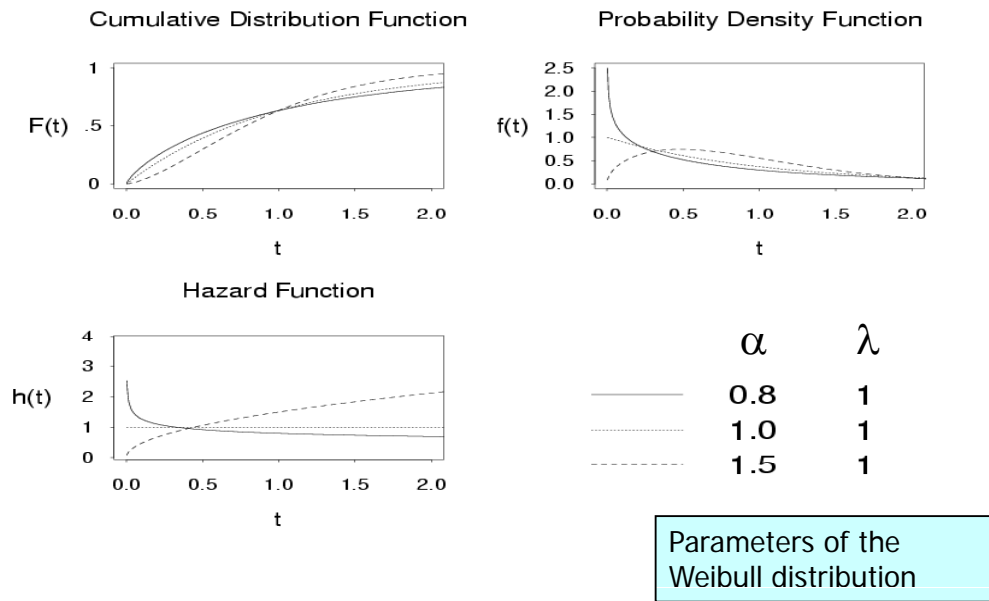 Cumulative Distribution Function
1
.5
0
F(t)
0.0 0.5 1.0 1.5 2.0
t
Probability Density Function
2.5
2.0
1.5
1.0
0.5
0.0
f(t)
0.0 0.5 1.0 1.5 2.0
t
Hazard Function
4
3
2
1
0
h(t)
0.0 0.5 1.0 1.5 2.0
t
α λ
0.8 1
1.0 1
1.5 1
Parameters of the
Weibull distribution